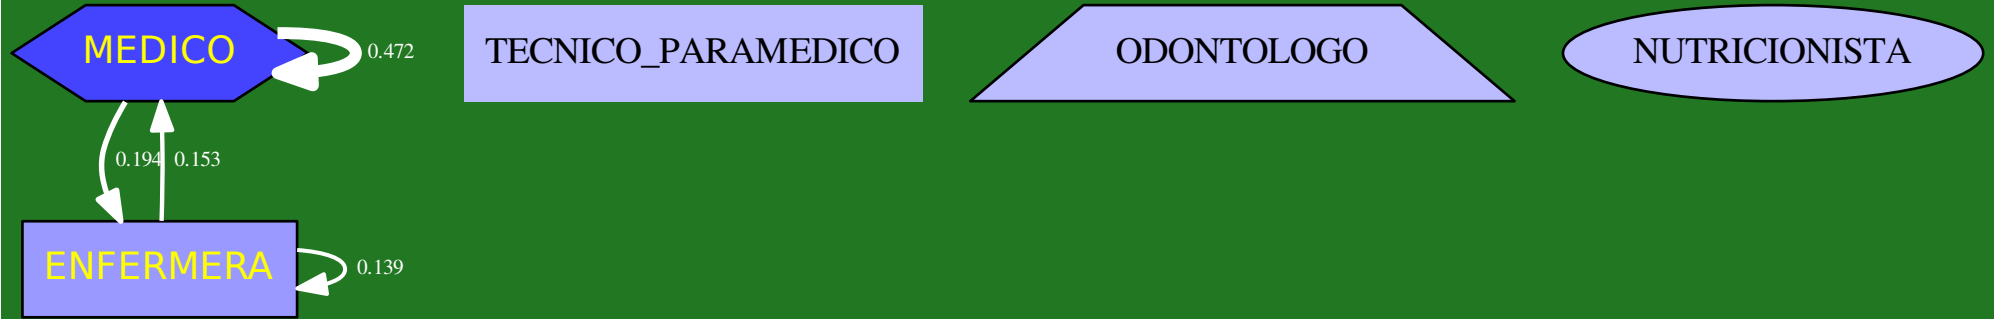 MEDICO
0.472
TECNICO_PARAMEDICO
ODONTOLOGO
NUTRICIONISTA
0.194
0.153
ENFERMERA
0.139